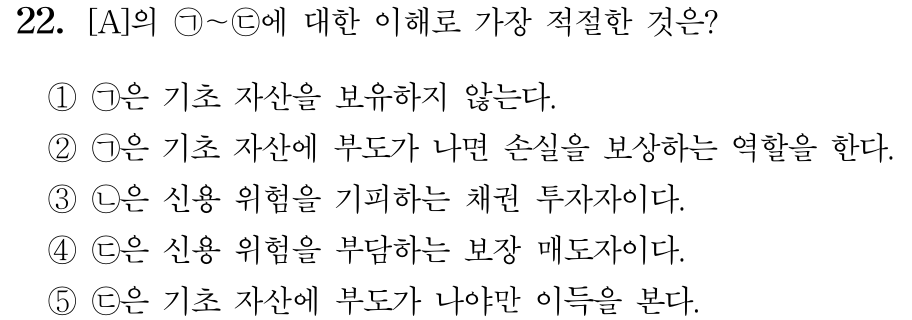 22. [A]의 ㉠~㉢에 대한 이해로 가장 적절한 것은?
① ㉠은 기초 자산을 보유하지 않는다.
② ㉠은 기초 자산에 부도가 나면 손실을 보상하는 역할을 한다.
③ ㉡은 신용 위험을 기피하는 채권 투자자이다.
④ ㉢은 신용 위험을 부담하는 보장 매도자이다.
⑤ ㉢은 기초 자산에 부도가 나야만 이득을 본다.